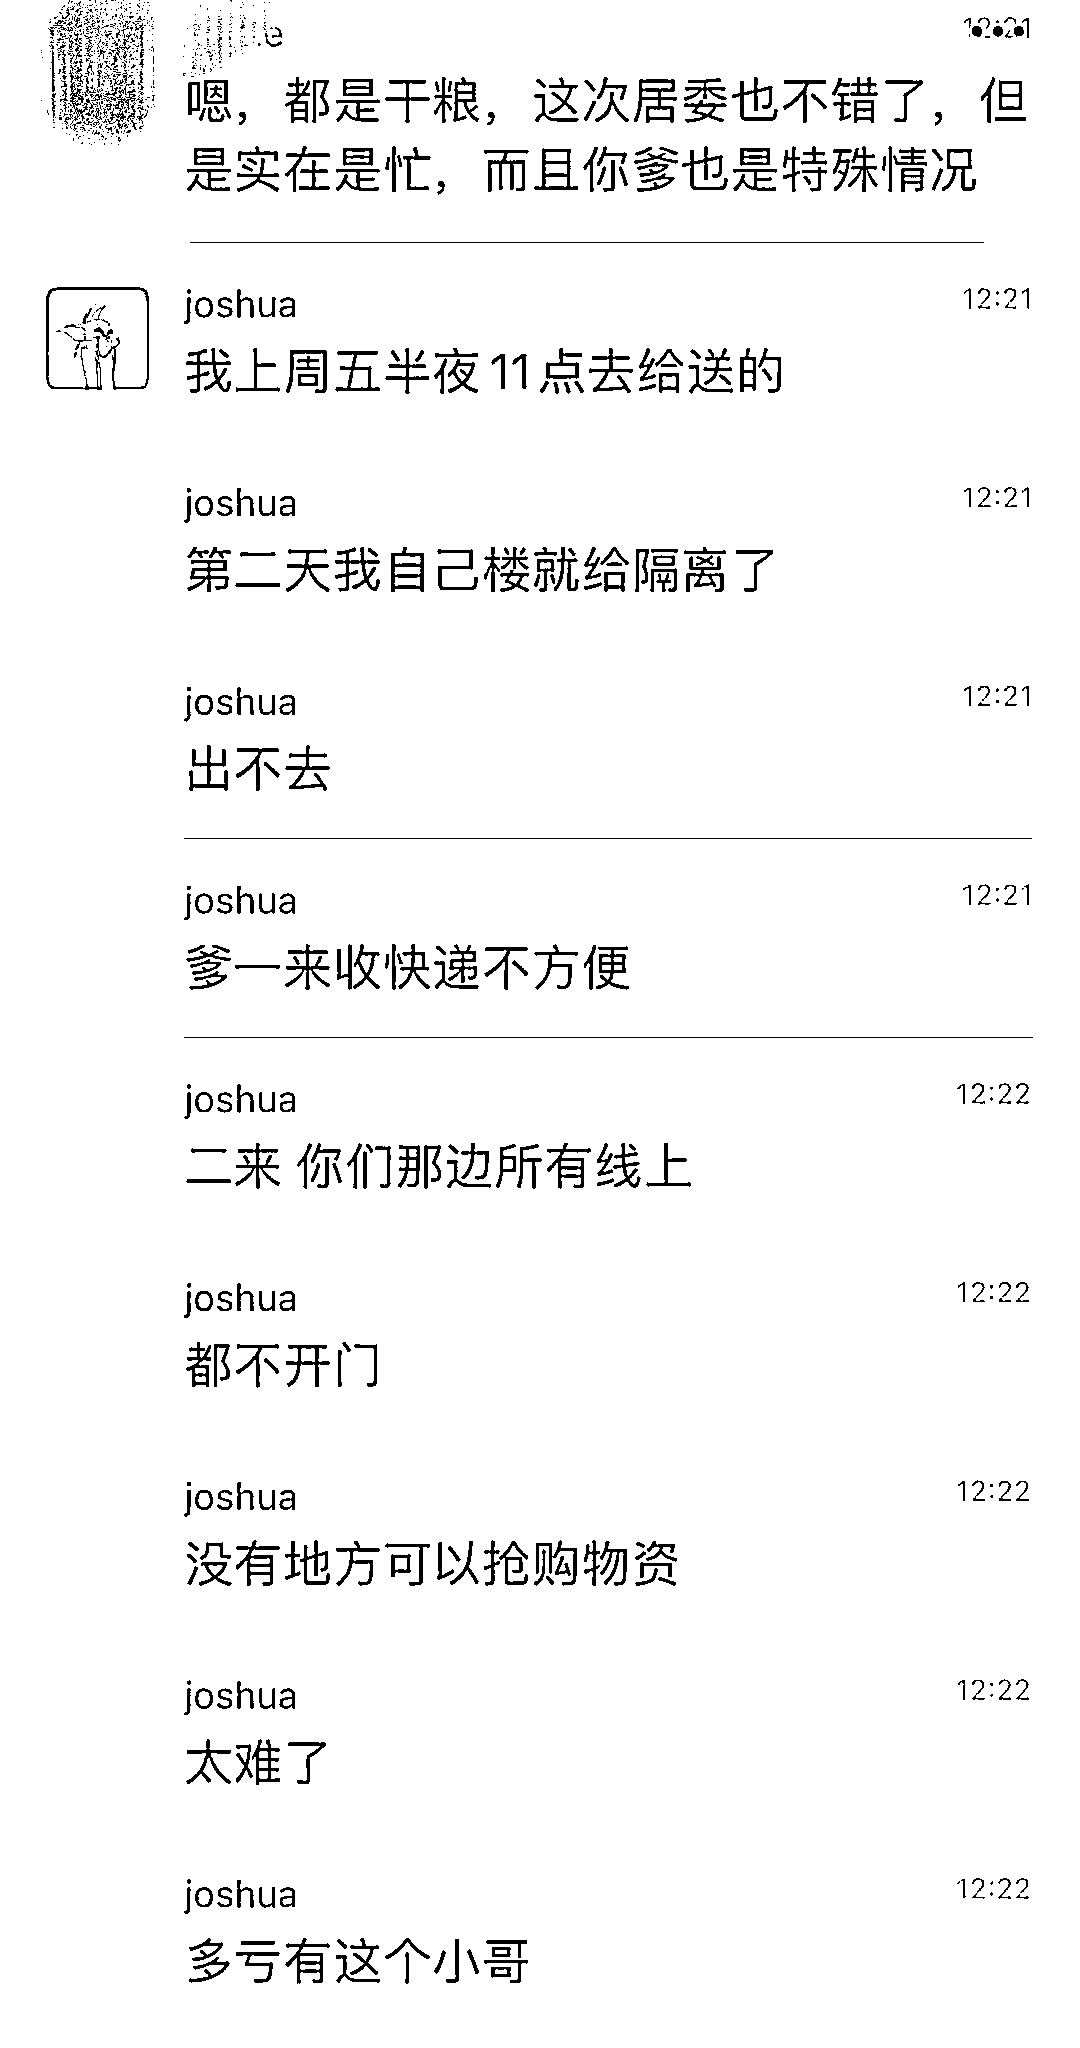 12:21
嗯，都是干粮，这次居委也不错了，但
是实在是忙，而且你爹也是特殊情况
joshua 12:21
我上周五半夜11点去给送的
joshua 12:21
第二天我自己楼就给隔离了
joshua 12:21
出不去
joshua 12:21
爹一来收快递不方便
joshua 12:22
二来 你们那边所有线上
joshua 12:22
都不开门
joshua 12:22
没有地方可以抢购物资
joshua 12:22
太难了
joshua 12:22
多亏有这个小哥